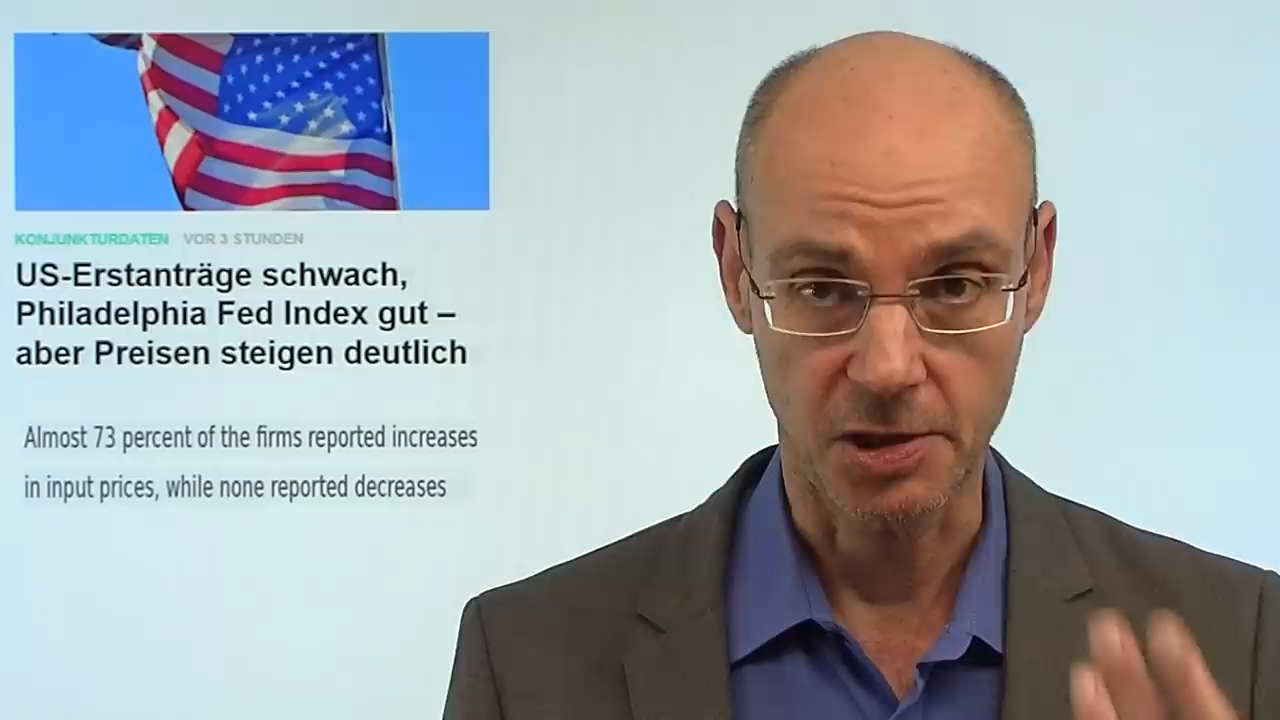 KONJUNKTURDATEN VOR 3 STUNDEN
US-Erstanträge schwach,
Philadelphia Fed Index gut –
aber Preisen steigen deutlich
Almost 73 percent of the firms reported increases
in input prices, while none reported decreases